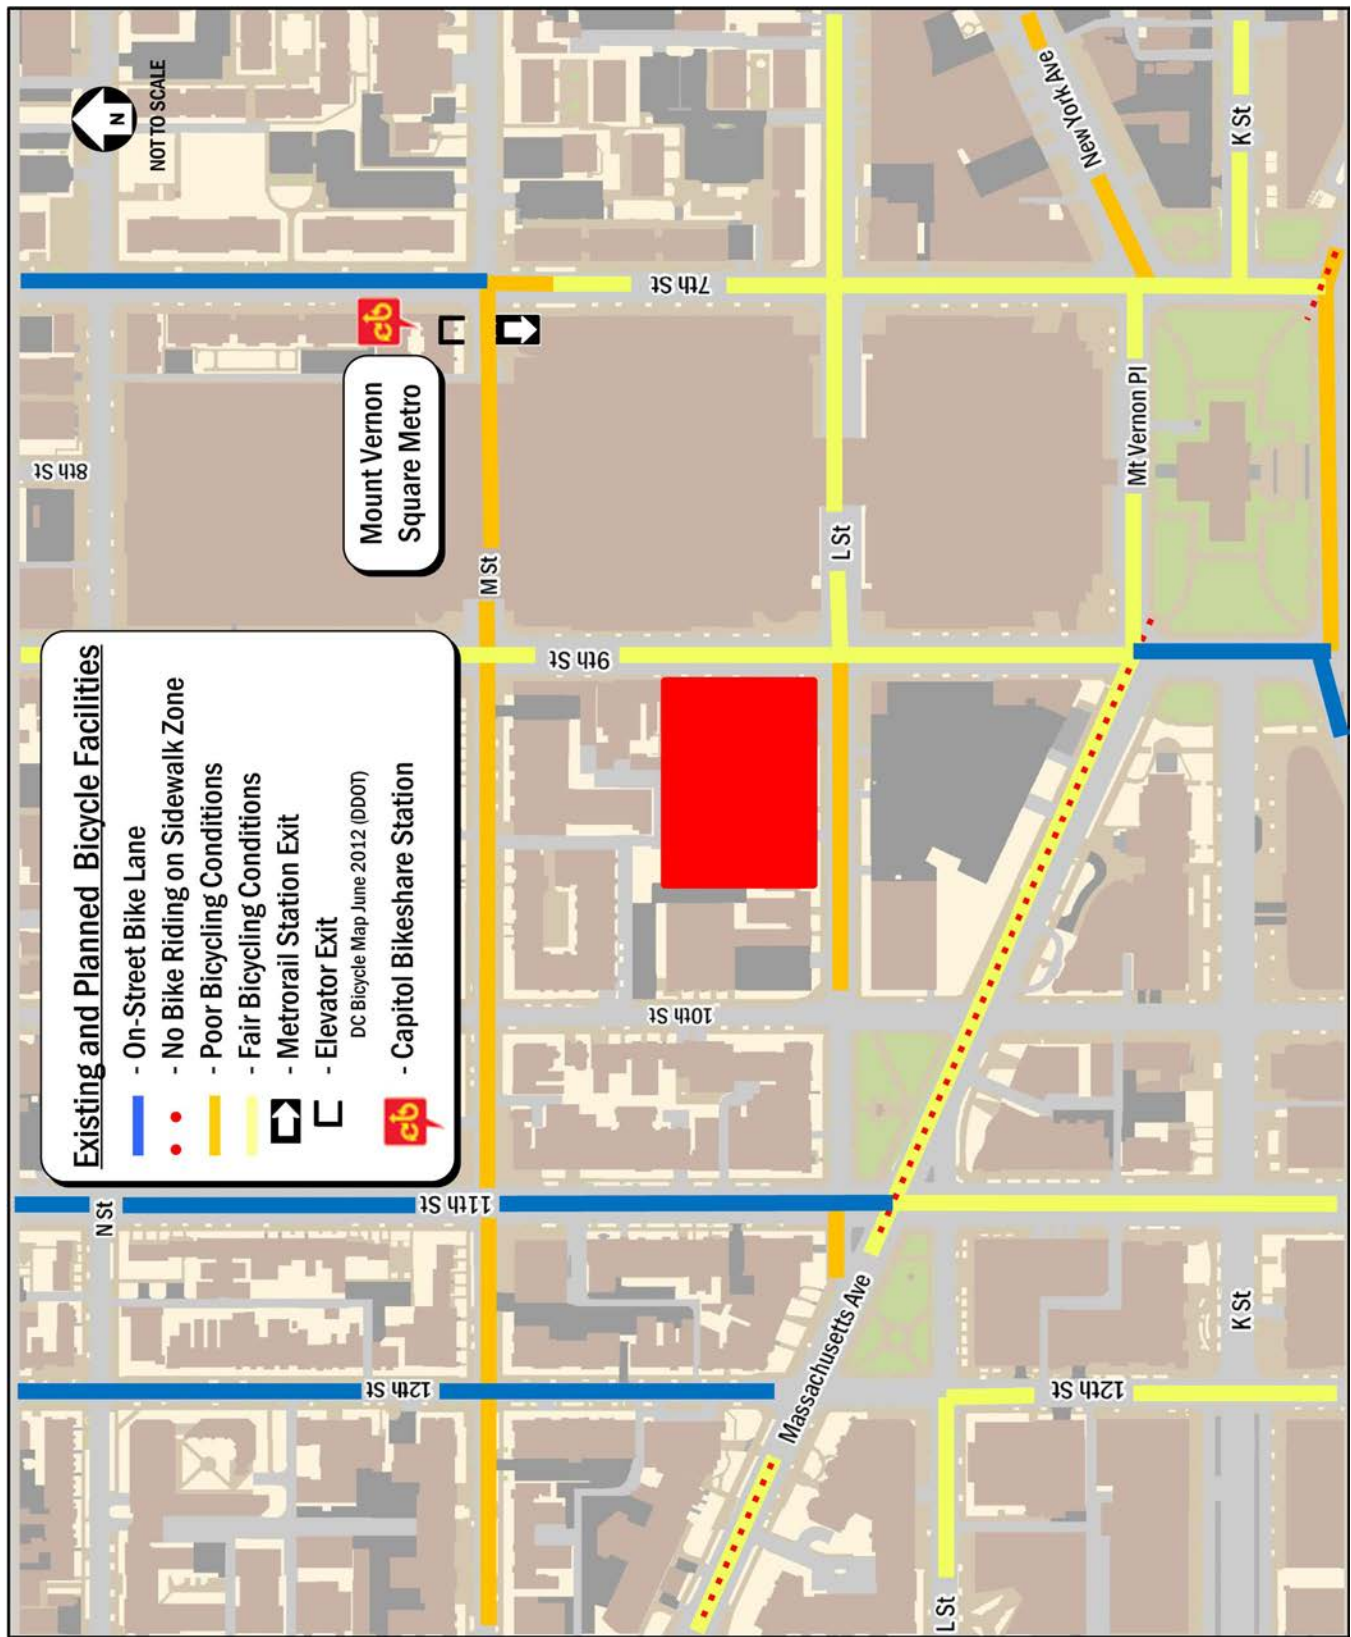 Existing and Planned Bicycle Facilities
- On-Street Bike Lane
- No Bike Riding on Sidewalk Zone
- Poor Bicycling Conditions
- Fair Bicycling Conditions
- Metrorail Station Exit
- Elevator Exit
DC Bicycle Map June 2012 (DDOT)
cb
- Capitol Bikeshare Station
N
NOT TO SCALE
Mount Vernon
Square Metro
cb
N St
8th St
M St
7th St
9th St
10th St
11th St
12th St
L St
L St
Mt Vernon Pl
New York Ave
K St
Massachusetts Ave
12th St
K St